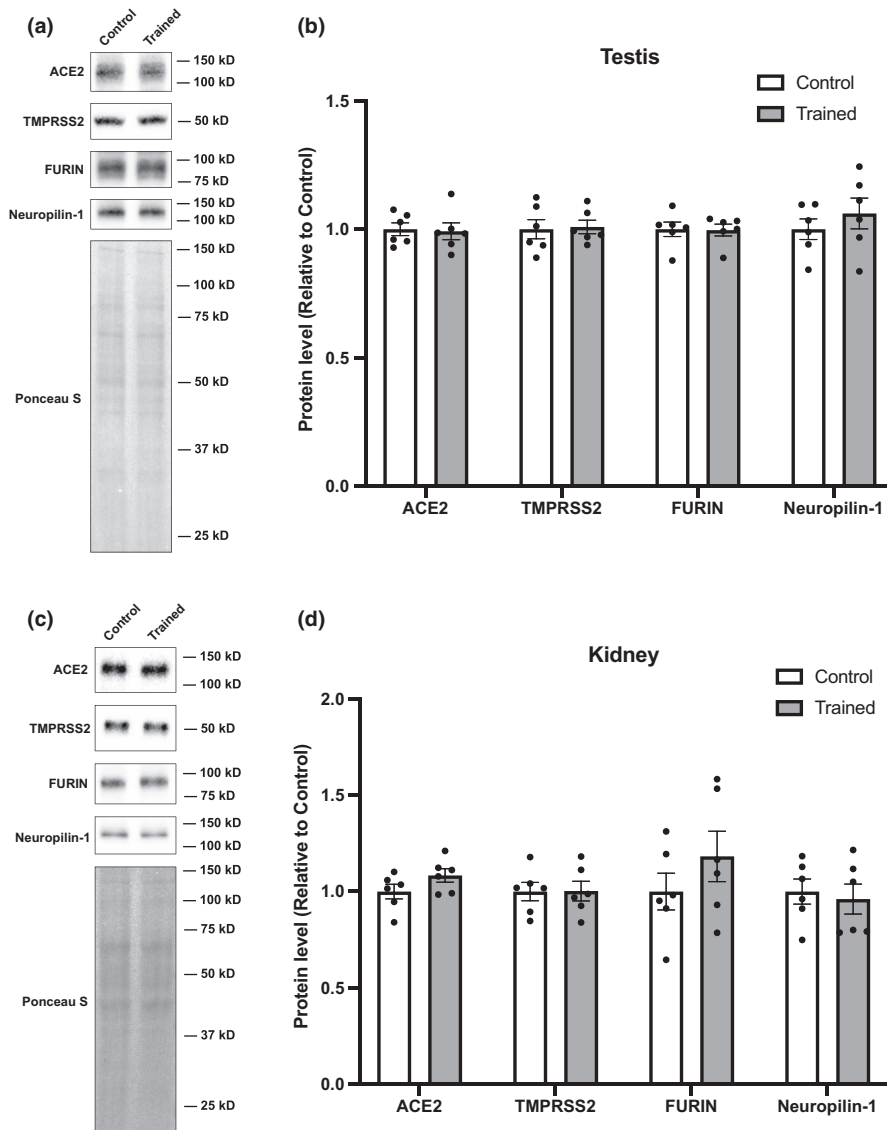 (a)
Control
Trained
ACE2
— 150 kD
— 100 kD
TMPRSS2
— 50 kD
FURIN
— 100 kD
— 75 kD
Neuropilin-1
— 150 kD
— 100 kD
Ponceau S
— 150 kD
— 100 kD
— 75 kD
— 50 kD
— 37 kD
— 25 kD
(b)
Testis
Control
Trained
Protein level (Relative to Control)
1.5
1.0
0.5
0.0
ACE2 TMPRSS2 FURIN Neuropilin-1
(c)
Control
Trained
ACE2
— 150 kD
— 100 kD
TMPRSS2
— 50 kD
FURIN
— 100 kD
— 75 kD
Neuropilin-1
— 150 kD
— 100 kD
Ponceau S
— 150 kD
— 100 kD
— 75 kD
— 50 kD
— 37 kD
— 25 kD
(d)
Kidney
Control
Trained
Protein level (Relative to Control)
2.0
1.5
1.0
0.5
0.0
ACE2 TMPRSS2 FURIN Neuropilin-1